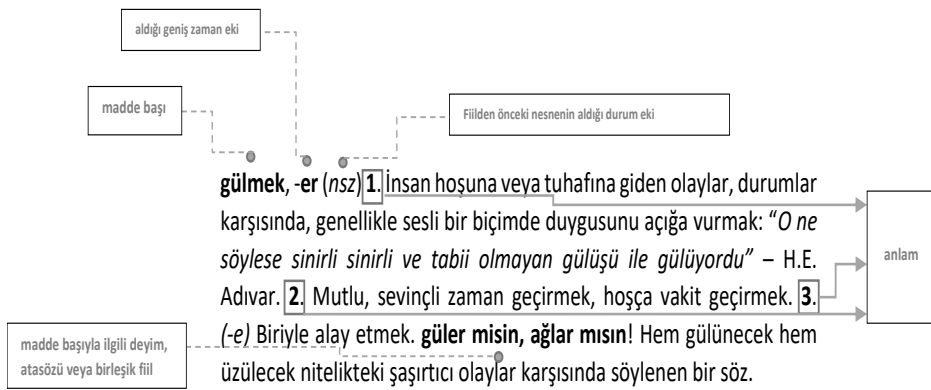 aldığı geniş zaman eki
madde başı
Fiilden önceki nesnenin aldığı durum eki
gülmek, -er (nsz) 1. İnsan hoşuna veya tuhafına giden olaylar, durumlar
karşısında, genellikle sesli bir biçimde duygusunu açığa vurmak: “O ne
söylese sinirli sinirli ve tabii olmayan gülüşü ile gülüyordu” – H.E.
Adıvar. 2. Mutlu, sevinçli zaman geçirmek, hoşça vakit geçirmek. 3.
(-e) Biriyle alay etmek. güler misin, ağlar mısın! Hem gülünecek hem
üzülecek nitelikteki şaşırtıcı olaylar karşısında söylenen bir söz.
anlam
madde başıyla ilgili deyim,
atasözü veya birleşik fiil